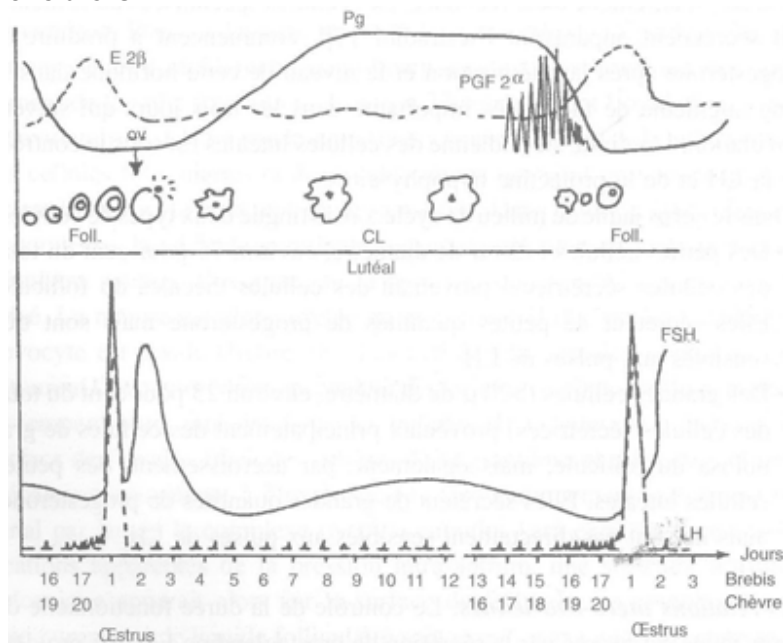 Pg
E 2β
PGF 2α
ov
Foll.
CL
Foll.
Lutéal
F.S.H.
LH
Jours
16 17 1 2 3 4 5 6 7 8 9 10 11 12 13 14 15 16 17 1 2 3 Brebis
19 20 16 17 18 19 20 Chèvre
Œstrus
Œstrus